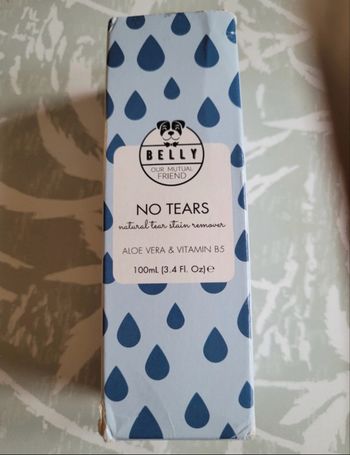 BELLY
OUR MUTUAL
FRIEND
NO TEARS
natural tear stain remover
ALOE VERA & VITAMIN B5
100ml (3.4 Fl. Oz) ℮